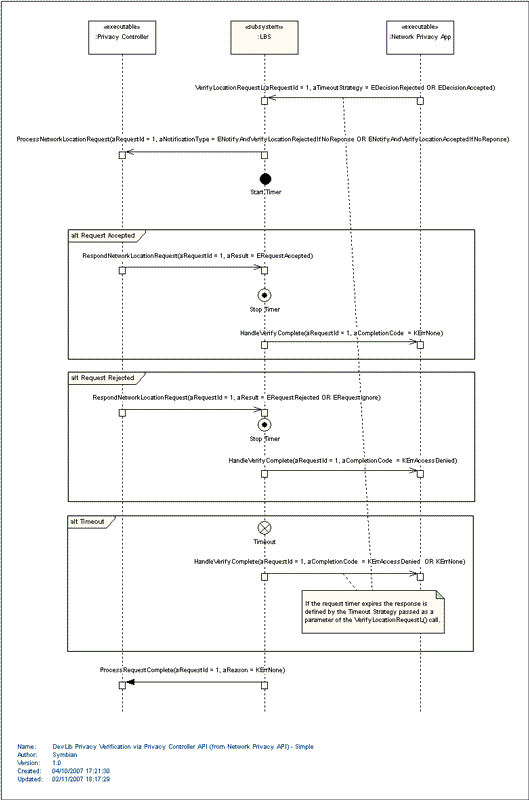 «executable»
:Privacy Controller
«subsystem»
:LBS
«executable»
:Network Privacy App
VerifyLocationRequestL(aRequestId = 1, aTimeoutStrategy = EDecisionRejected OR EDecisionAccepted)
ProcessNetworkLocationRequest(aRequestId = 1, aNotificationType = ENotifyAndVerifyLocationRejectedIfNoReponse OR ENotifyAndVerifyLocationAcceptedIfNoReponse)
Start Timer
alt Request Accepted
RespondNetworkLocationRequest(aRequestId = 1, aResult = ERequestAccepted)
Stop Timer
HandleVerifyComplete(aRequestId = 1, aCompletionCode = KErrNone)
alt Request Rejected
RespondNetworkLocationRequest(aRequestId = 1, aResult = ERequestRejected OR ERequestIgnore)
Stop Timer
HandleVerifyComplete(aRequestId = 1, aCompletionCode = KErrAccessDenied)
alt Timeout
Timeout
HandleVerifyComplete(aRequestId = 1, aCompletionCode = KErrAccessDenied OR KErrNone)
If the request timer expires the response is
defined by the Timeout Strategy passed as a
parameter of the VerifyLocationRequestL() call.
ProcessRequestComplete(aRequestId = 1, aReason = KErrNone)
Name: DevLib Privacy Verification via Privacy Controller API (from Network Privacy API) - Simple
Author: Symbian
Version: 1.0
Created: 04/10/2007 17:21:30
Updated: 02/11/2007 18:17:29